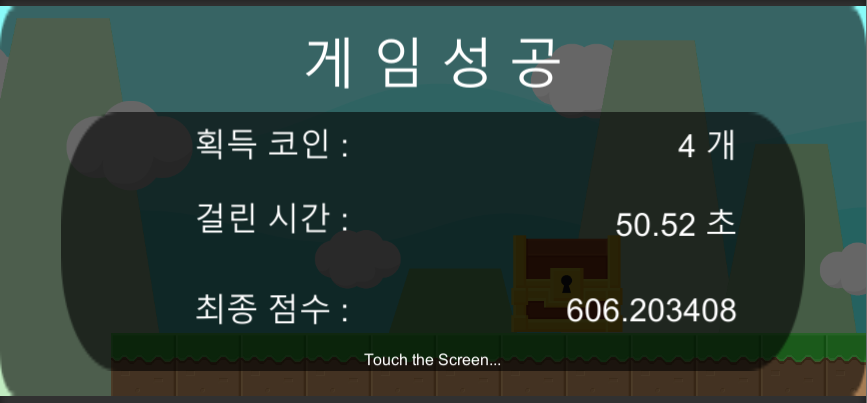 게임성공
획득 코인 : 4 개
걸린 시간 : 50.52 초
최종 점수 : 606.203408
Touch the Screen...